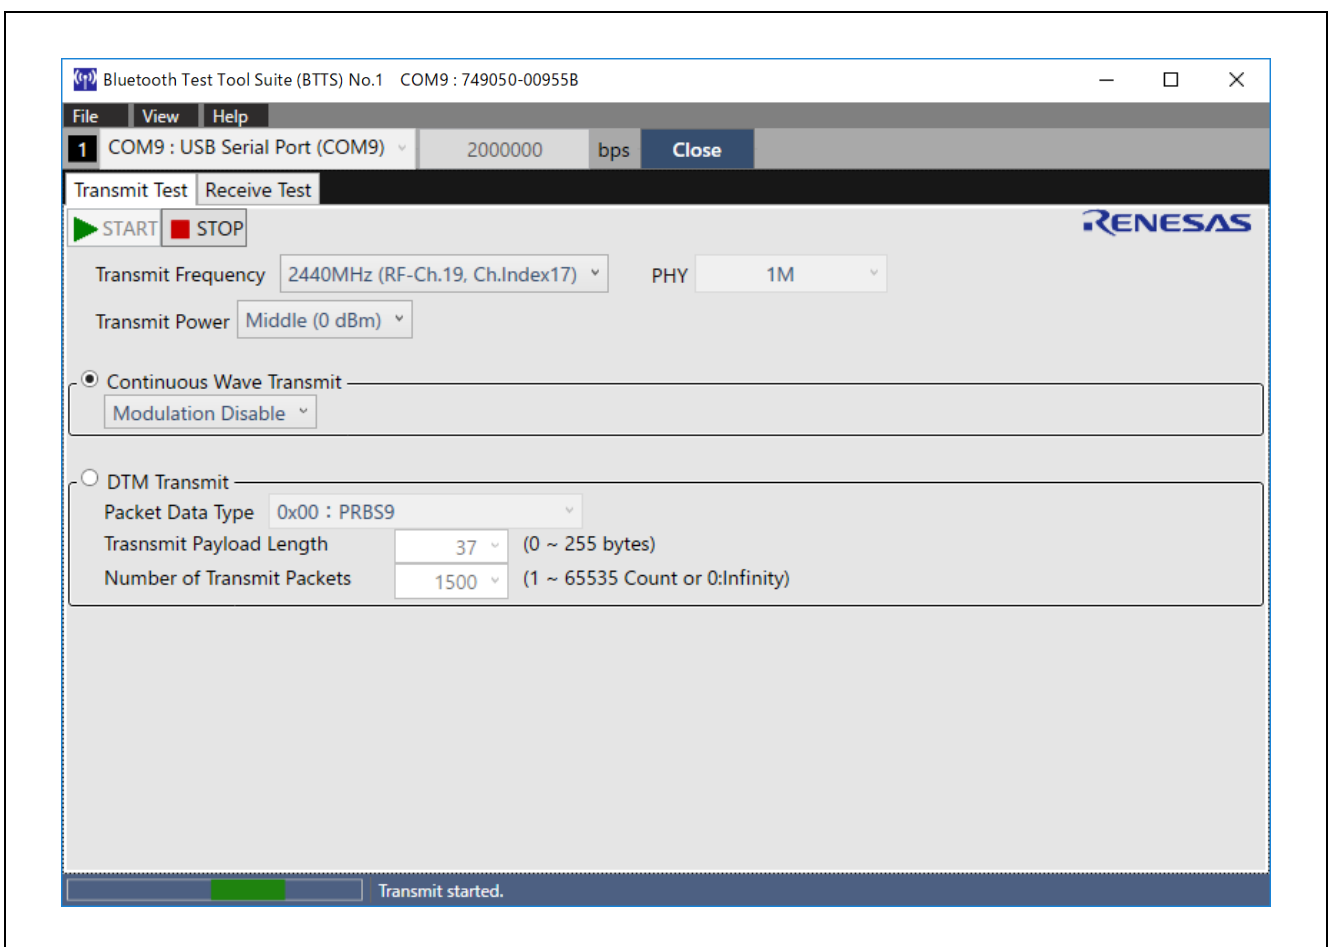 Bluetooth Test Tool Suite (BTTS) No.1 COM9 : 749050-00955B
File View Help
1 COM9 : USB Serial Port (COM9) 2000000 bps Close
Transmit Test Receive Test
START STOP RENESAS
Transmit Frequency 2440MHz (RF-Ch.19, Ch.Index17) PHY 1M
Transmit Power Middle (0 dBm)
Continuous Wave Transmit
Modulation Disable
DTM Transmit
Packet Data Type 0x00 : PRBS9
Trasnsmit Payload Length 37 (0 ~ 255 bytes)
Number of Transmit Packets 1500 (1 ~ 65535 Count or 0:Infinity)
Transmit started.